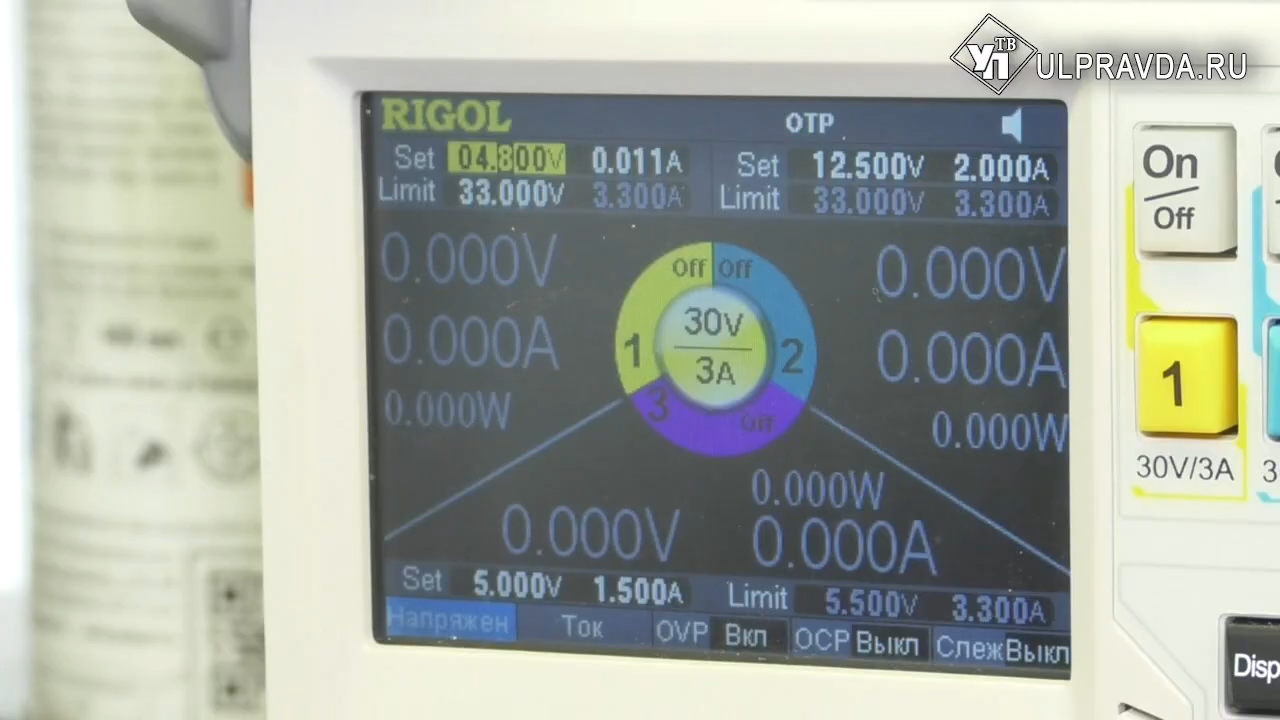 УП ТВ ULPRAVDA.RU
RIGOL OTP
Set 04.800V 0.011A Set 12.500V 2.000A
Limit 33.000V 3.300A Limit 33.000V 3.300A
0.000V Off Off 0.000V
0.000A 1 30V 3A 2 0.000A
0.000W 3 Off 0.000W
0.000W
0.000V 0.000A
Set 5.000V 1.500A Limit 5.500V 3.300A
Напряжен Ток OVP Вкл OCP Выкл Слеж Выкл
On
Off
1
30V/3A
3
Disp